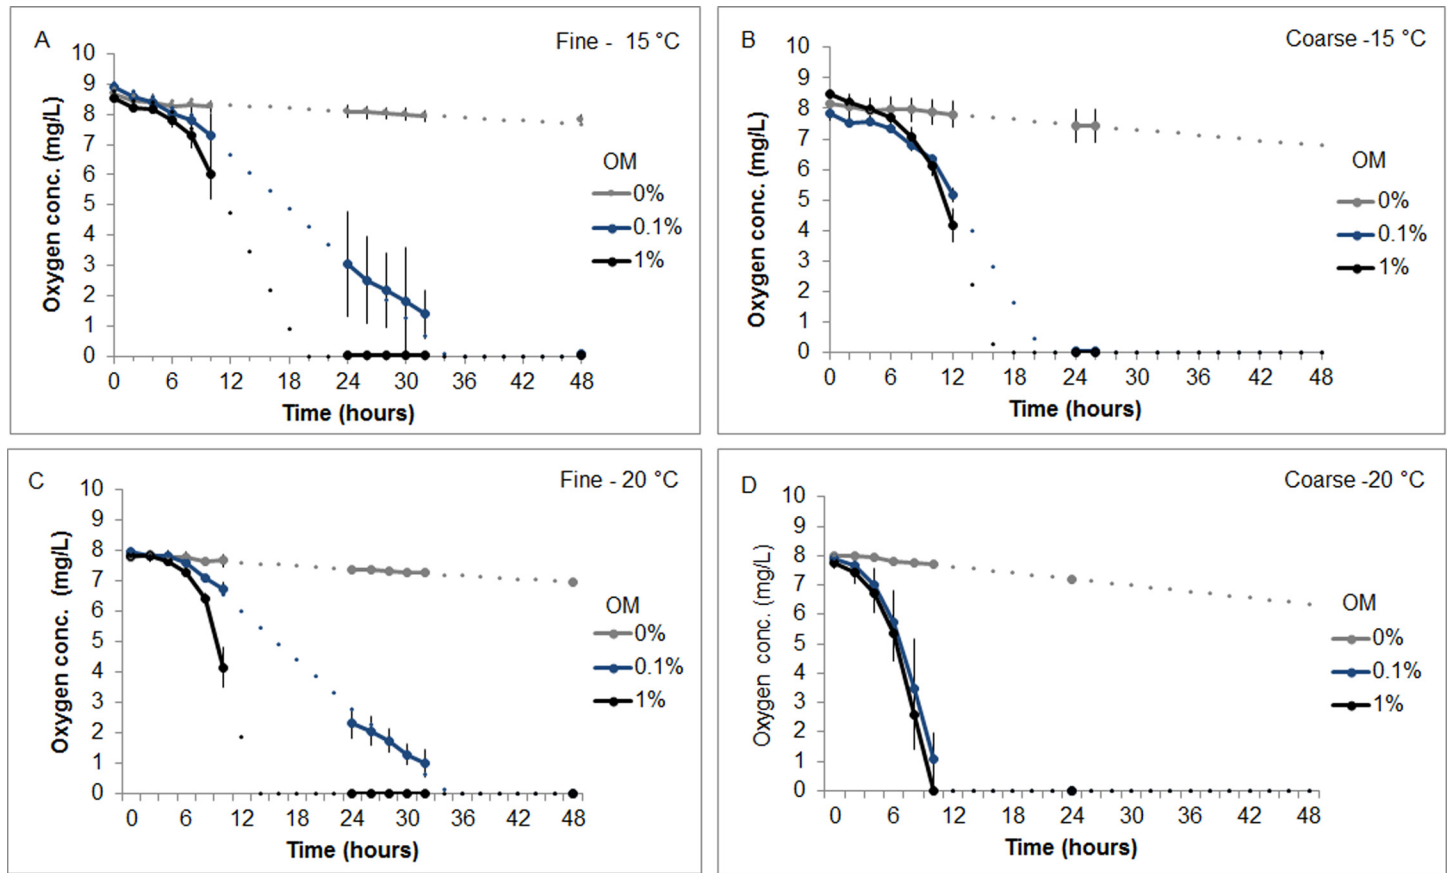 A
Fine - 15 °C
Oxygen conc. (mg/L)
10
9
8
7
6
5
4
3
2
1
0
0 6 12 18 24 30 36 42 48
Time (hours)
OM
0%
0.1%
1%
B
Coarse -15 °C
Oxygen conc. (mg/L)
10
9
8
7
6
5
4
3
2
1
0
0 6 12 18 24 30 36 42 48
Time (hours)
OM
0%
0.1%
1%
C
Fine - 20 °C
Oxygen conc. (mg/L)
10
9
8
7
6
5
4
3
2
1
0
0 6 12 18 24 30 36 42 48
Time (hours)
OM
0%
0.1%
1%
D
Coarse -20 °C
Oxygen conc. (mg/L)
10
9
8
7
6
5
4
3
2
1
0
0 6 12 18 24 30 36 42 48
Time (hours)
OM
0%
0.1%
1%